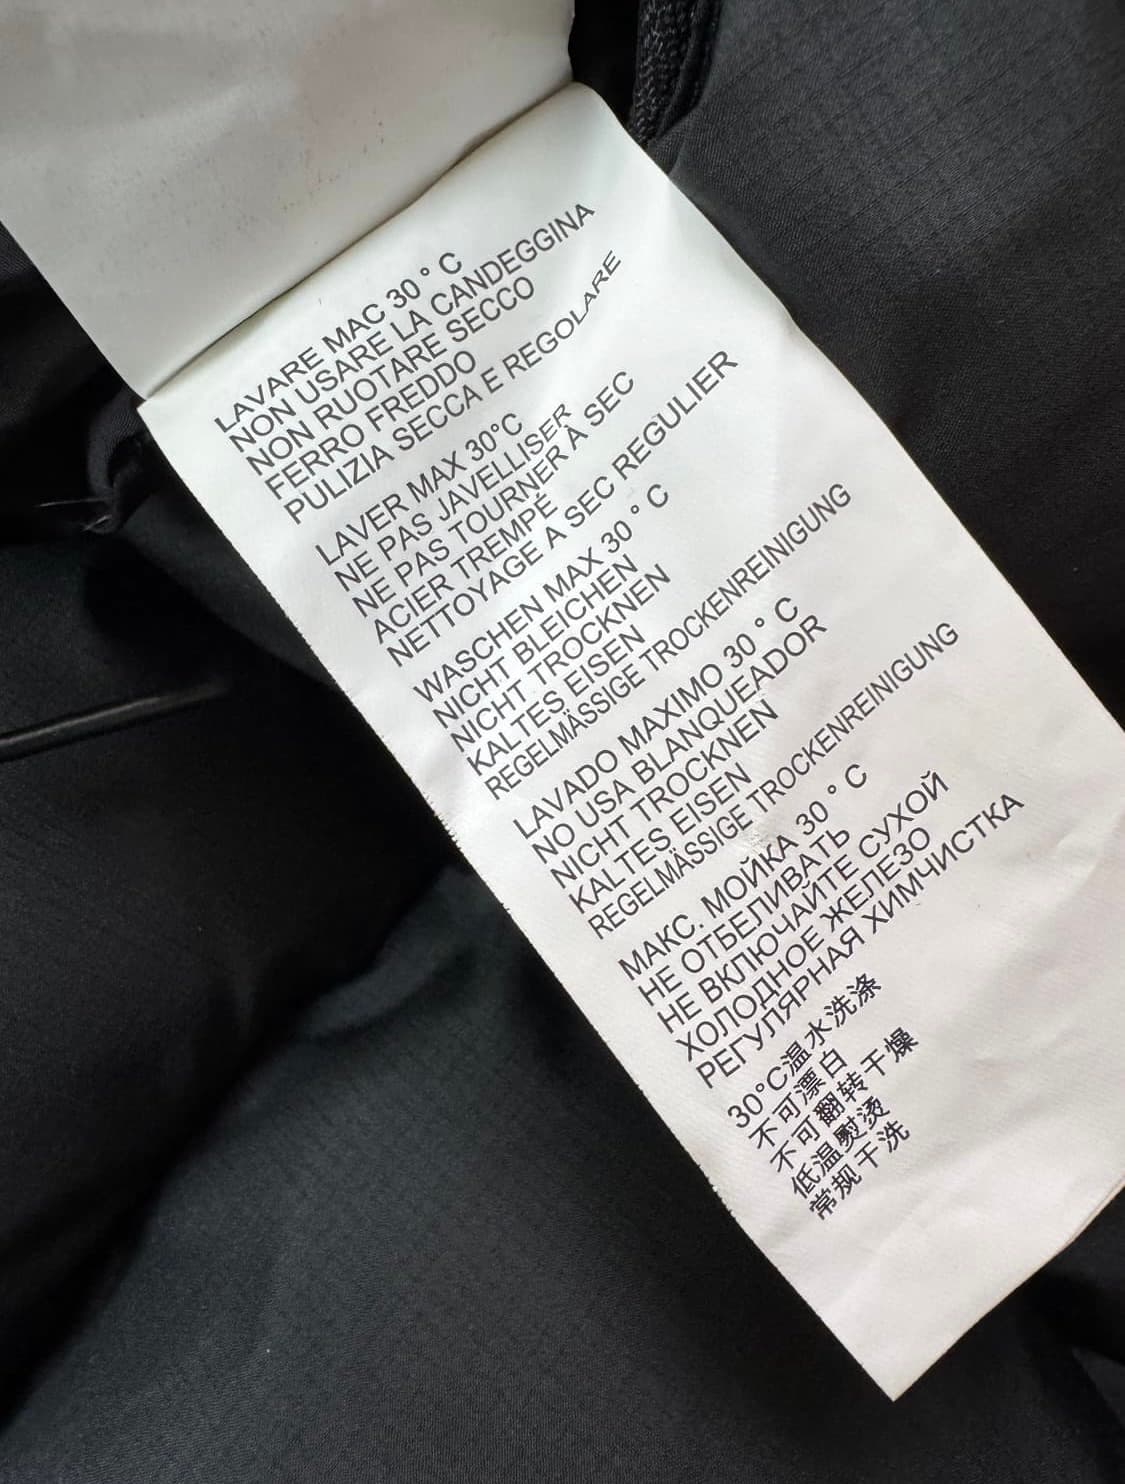 LAVARE MAC 30 ° C
NON USARE LA CANDEGGINA
NON RUOTARE SECCO
FERRO FREDDO
PULIZIA SECCA E REGOLARE
LAVER MAX 30°C
NE PAS JAVELLISER
NE PAS TOURNER À SEC
ACIER TREMPÉ
NETTOYAGE A SEC REGULIER
WASCHEN MAX 30 ° C
NICHT BLEICHEN
NICHT TROCKNEN
KALTES EISEN
REGELMÄSSIGE TROCKENREINIGUNG
LAVADO MAXIMO 30 ° C
NO USA BLANQUEADOR
NICHT TROCKNEN
KALTES EISEN
REGELMÄSSIGE TROCKENREINIGUNG
МАКС. МОЙКА 30 ° C
НЕ ОТБЕЛИВАТЬ
НЕ ВКЛЮЧАЙТЕ СУХОЙ
ХОЛОДНОЕ ЖЕЛЕЗО
РЕГУЛЯРНАЯ ХИМЧИСТКА
30°C温水洗涤
不可漂白
不可翻转干燥
低温熨烫
常规干洗